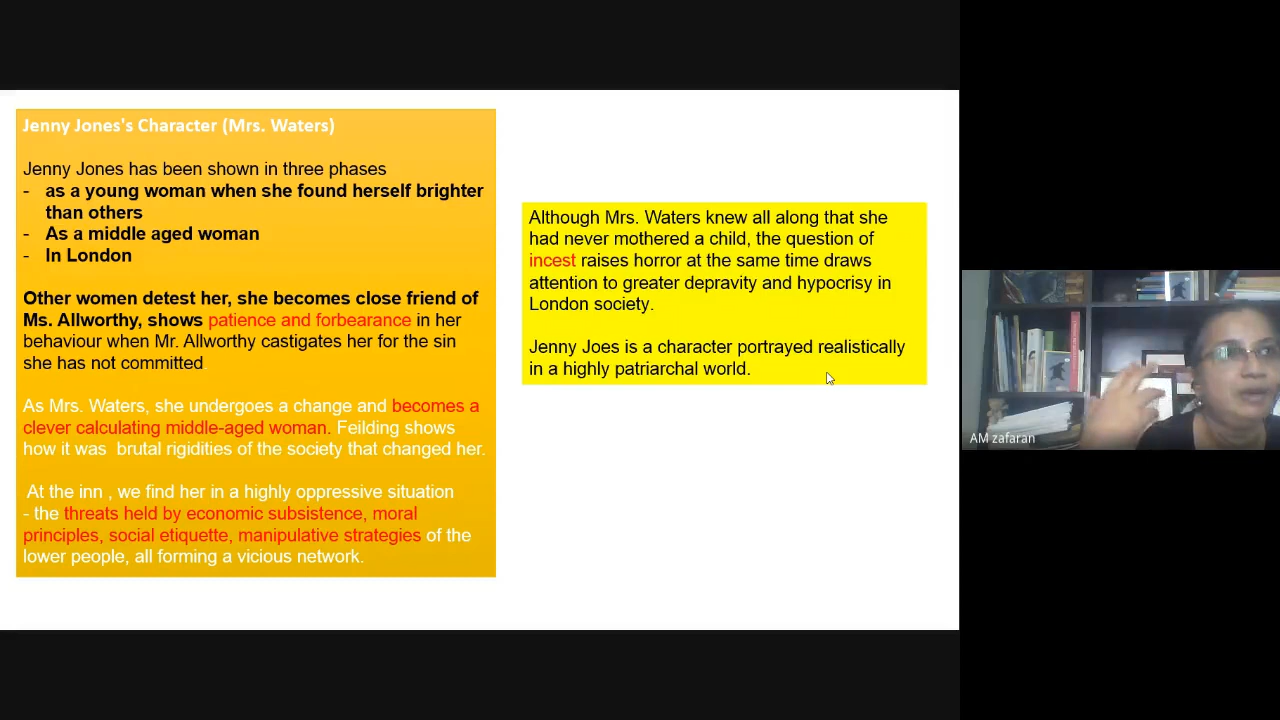 Jenny Jones's Character (Mrs. Waters)
Jenny Jones has been shown in three phases
- as a young woman when she found herself brighter
than others
- As a middle aged woman
- In London
Other women detest her, she becomes close friend of
Ms. Allworthy, shows patience and forbearance in her
behaviour when Mr. Allworthy castigates her for the sin
she has not committed
As Mrs. Waters, she undergoes a change and becomes a
clever calculating middle-aged woman. Feilding shows
how it was brutal rigidities of the society that changed her.
At the inn , we find her in a highly oppressive situation
- the threats held by economic subsistence, moral
principles, social etiquette, manipulative strategies of the
lower people, all forming a vicious network.
Although Mrs. Waters knew all along that she
had never mothered a child, the question of
incest raises horror at the same time draws
attention to greater depravity and hypocrisy in
London society.
Jenny Joes is a character portrayed realistically
in a highly patriarchal world.
AM zafaran